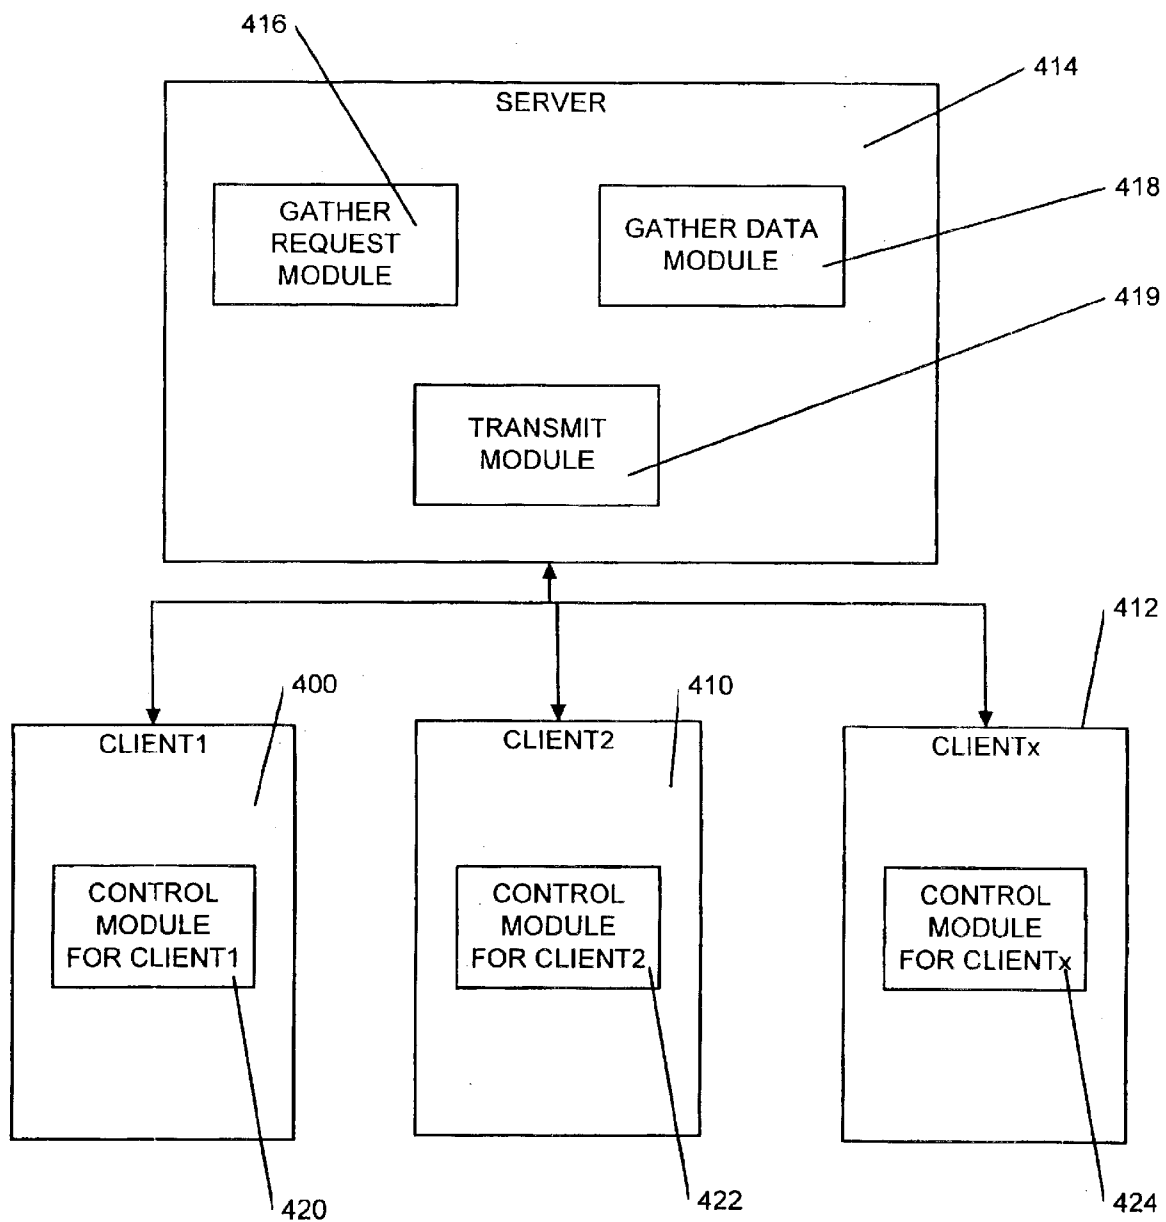 416
414
SERVER
418
GATHER
REQUEST
MODULE
GATHER DATA
MODULE
419
TRANSMIT
MODULE
412
400
410
CLIENT1
CLIENT2
CLIENTx
CONTROL
MODULE
FOR CLIENT1
CONTROL
MODULE
FOR CLIENT2
CONTROL
MODULE
FOR CLIENTx
420
422
424